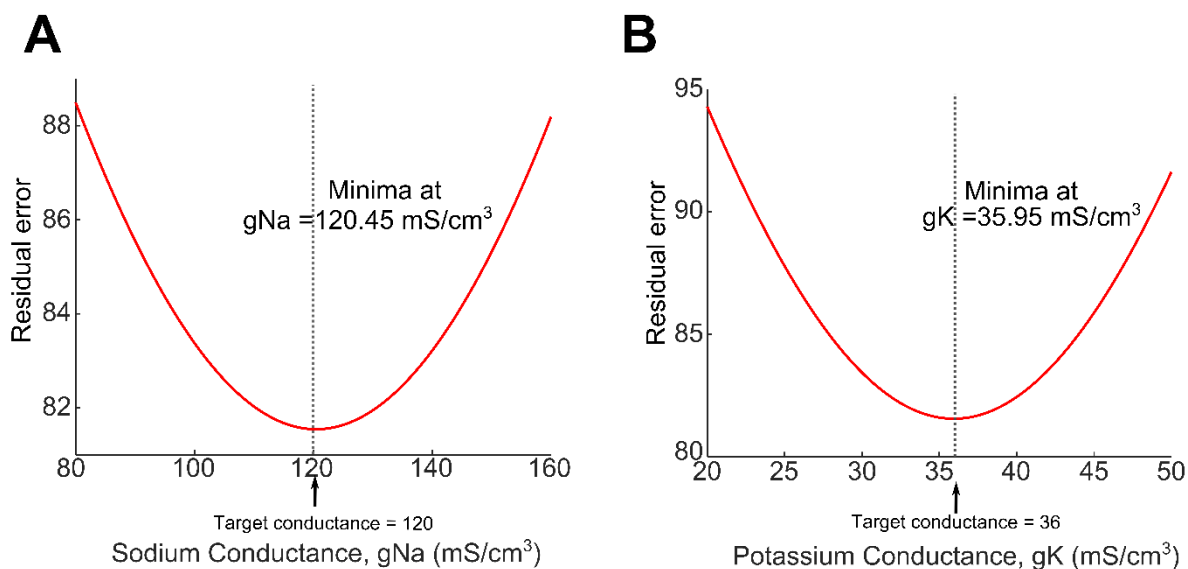 A
Residual error
88
86
84
82
80
100
120
140
160
Minima at
gNa =120.45 mS/cm³
Target conductance = 120
Sodium Conductance, gNa (mS/cm³)
B
Residual error
95
90
85
80
20
25
30
35
40
45
50
Minima at
gK =35.95 mS/cm³
Target conductance = 36
Potassium Conductance, gK (mS/cm³)